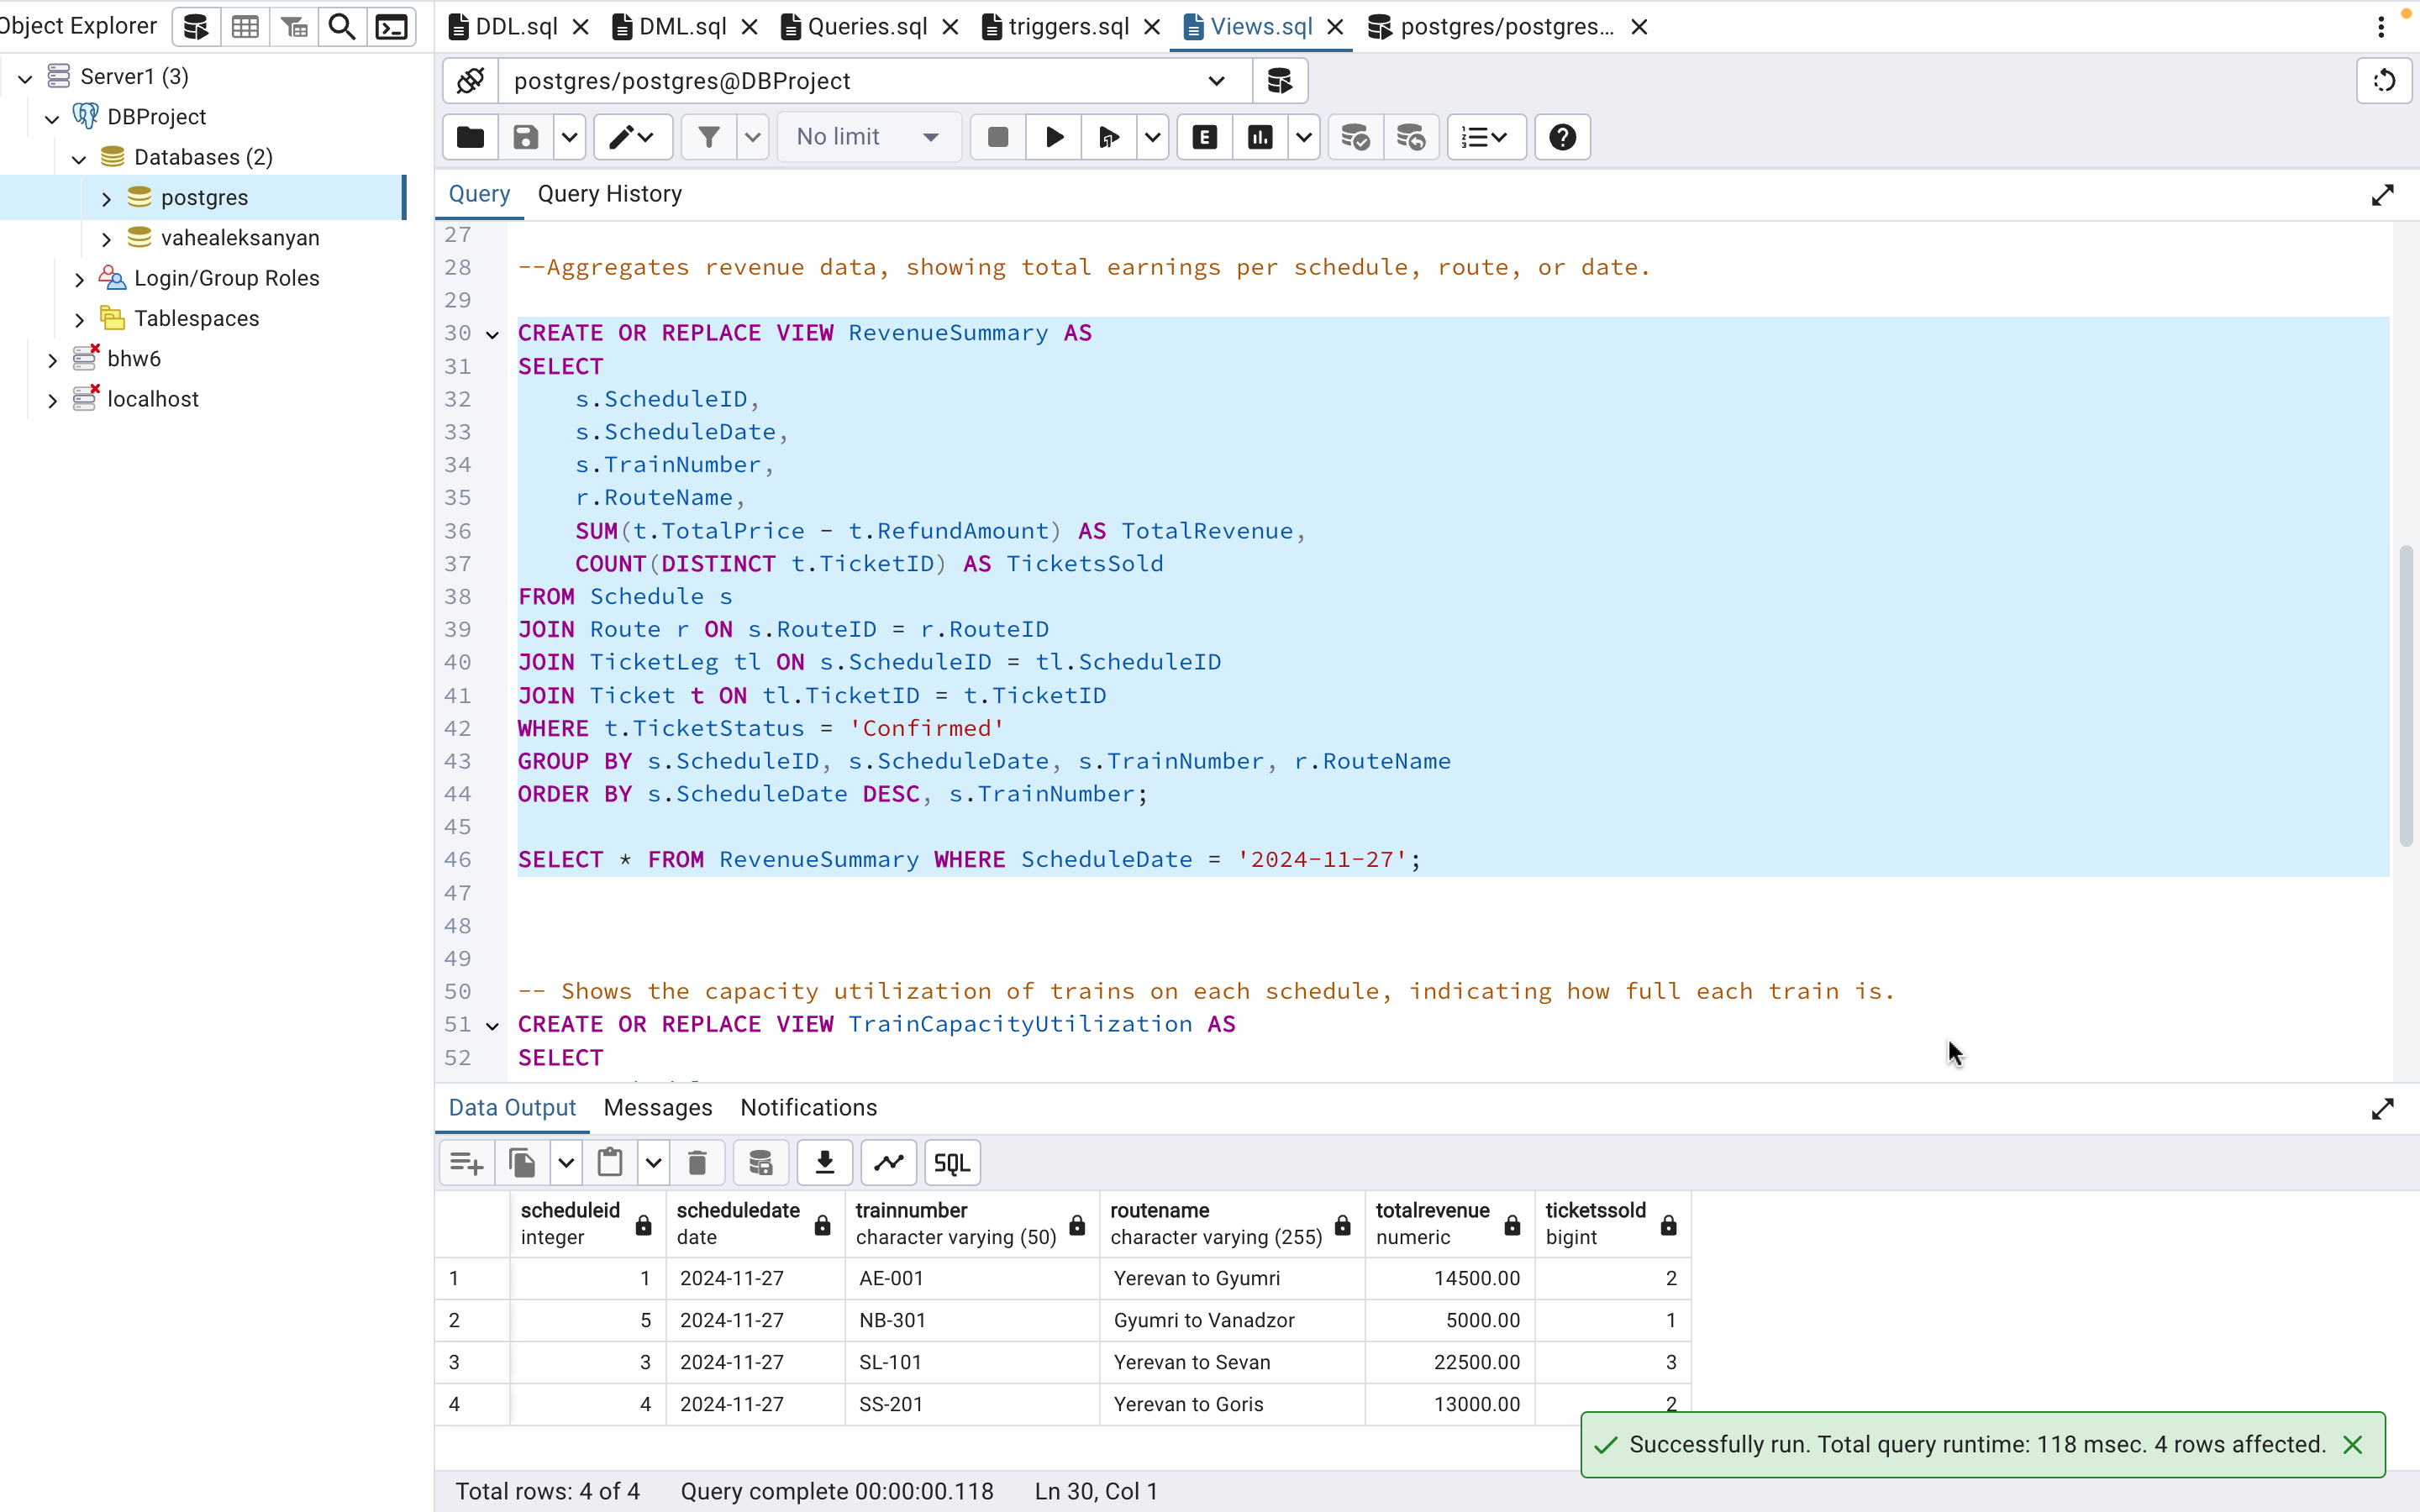 Object Explorer
DDL.sql
DML.sql
Queries.sql
triggers.sql
Views.sql
postgres/postgres...
Server1 (3)
DBProject
Databases (2)
postgres
vahealeksanyan
Login/Group Roles
Tablespaces
bhw6
localhost
postgres/postgres@DBProject
No limit
E
Query
Query History
27
28 --Aggregates revenue data, showing total earnings per schedule, route, or date.
29
30 CREATE OR REPLACE VIEW RevenueSummary AS
31 SELECT
32 s.ScheduleID,
33 s.ScheduleDate,
34 s.TrainNumber,
35 r.RouteName,
36 SUM(t.TotalPrice - t.RefundAmount) AS TotalRevenue,
37 COUNT(DISTINCT t.TicketID) AS TicketsSold
38 FROM Schedule s
39 JOIN Route r ON s.RouteID = r.RouteID
40 JOIN TicketLeg tl ON s.ScheduleID = tl.ScheduleID
41 JOIN Ticket t ON tl.TicketID = t.TicketID
42 WHERE t.TicketStatus = 'Confirmed'
43 GROUP BY s.ScheduleID, s.ScheduleDate, s.TrainNumber, r.RouteName
44 ORDER BY s.ScheduleDate DESC, s.TrainNumber;
45
46 SELECT * FROM RevenueSummary WHERE ScheduleDate = '2024-11-27';
47
48
49
50 -- Shows the capacity utilization of trains on each schedule, indicating how full each train is.
51 CREATE OR REPLACE VIEW TrainCapacityUtilization AS
52 SELECT
Data Output
Messages
Notifications
SQL
scheduleid scheduledate trainnumber routename totalrevenue ticketssold
integer date character varying (50) character varying (255) numeric bigint
1 1 2024-11-27 AE-001 Yerevan to Gyumri 14500.00 2
2 5 2024-11-27 NB-301 Gyumri to Vanadzor 5000.00 1
3 3 2024-11-27 SL-101 Yerevan to Sevan 22500.00 3
4 4 2024-11-27 SS-201 Yerevan to Goris 13000.00 2
Successfully run. Total query runtime: 118 msec. 4 rows affected.
Total rows: 4 of 4
Query complete 00:00:00.118
Ln 30, Col 1